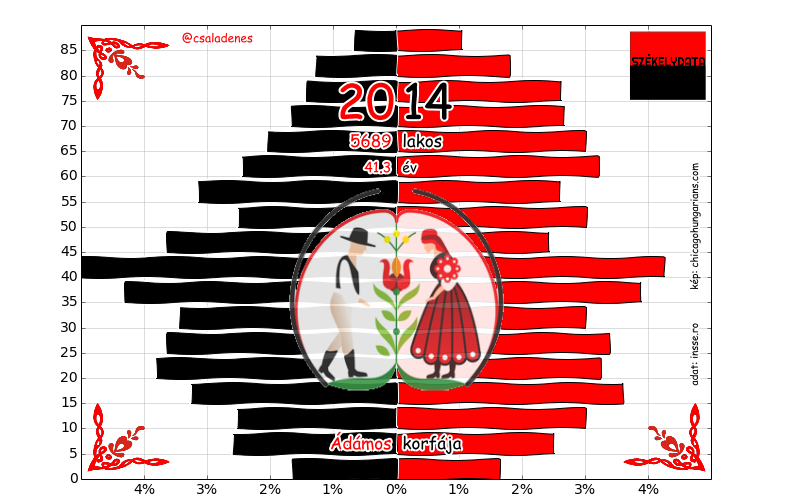 @csaladenes
SZÉKELYDATA
2014
5689 lakos
41,3 év
kép: chicagohungarians.com
adat: insse.ro
Ádámos korfája
85
80
75
70
65
60
55
50
45
40
35
30
25
20
15
10
5
0
4% 3% 2% 1% 0% 1% 2% 3% 4%